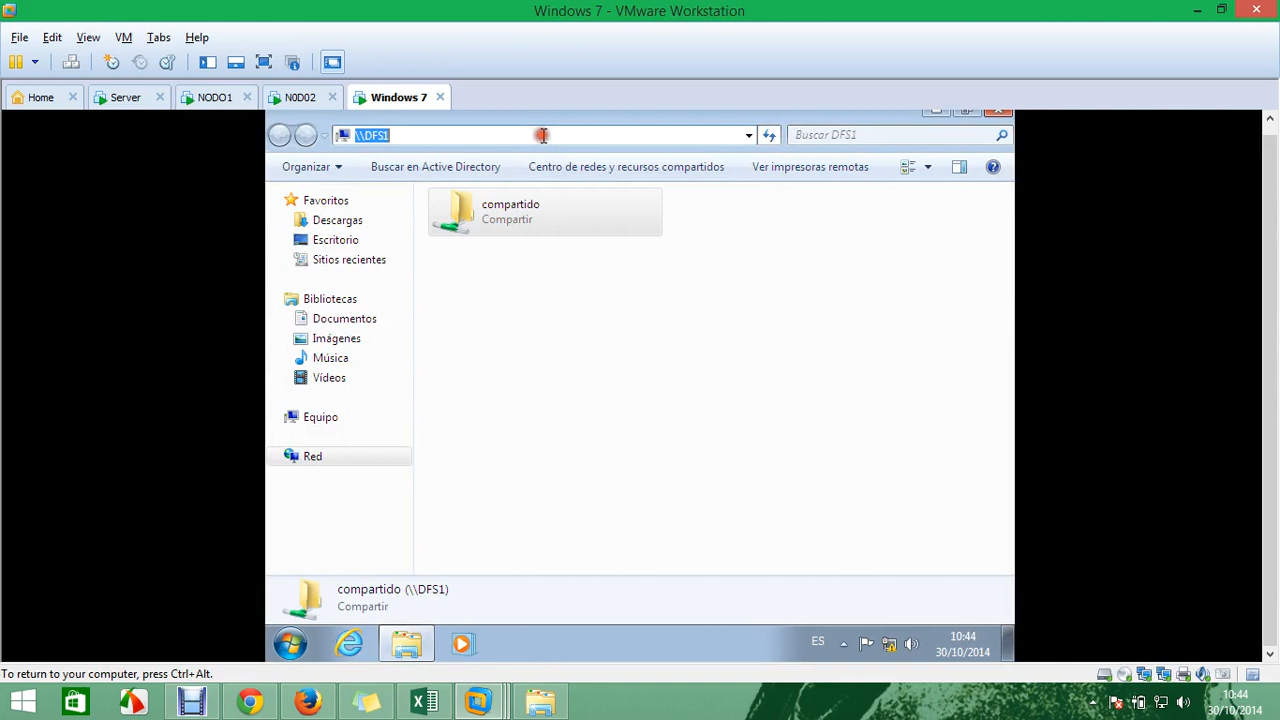 Windows 7 - VMware Workstation
File Edit View VM Tabs Help
Home Server NODO1 N0D02 Windows 7
\\DFS1 Buscar DFS1
Organizar Buscar en Active Directory Centro de redes y recursos compartidos Ver impresoras remotas
Favoritos
Descargas
Escritorio
Sitios recientes
Bibliotecas
Documentos
Imágenes
Música
Vídeos
Equipo
Red
compartido
Compartir
compartido (\\DFS1)
Compartir
ES
10:44
30/10/2014
To return to your computer, press Ctrl+Alt.
10:44
30/10/2014